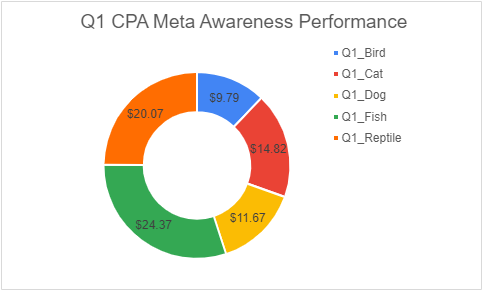 Q1 CPA Meta Awareness Performance
Q1_Bird
Q1_Cat
Q1_Dog
Q1_Fish
Q1_Reptile
$9.79
$14.82
$11.67
$24.37
$20.07